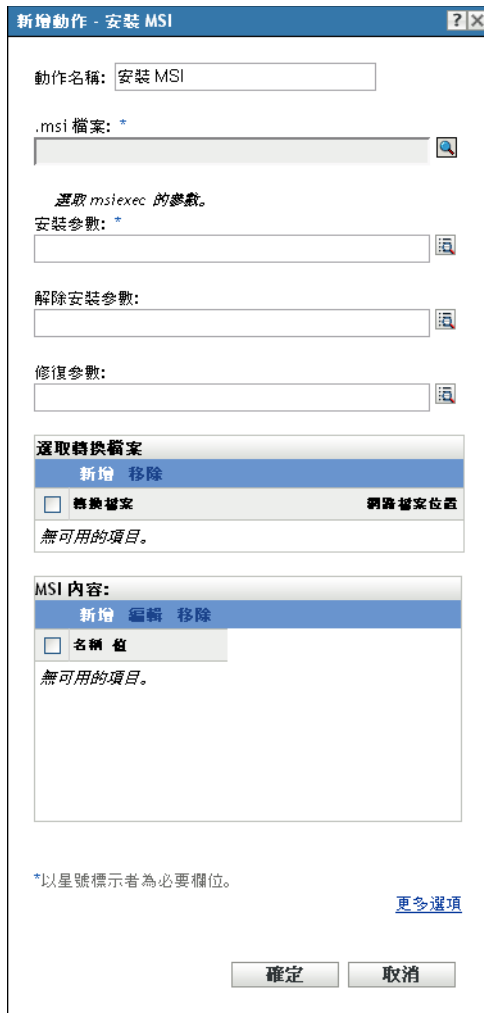 新增動作 - 安裝 MSI
動作名稱: 安裝 MSI
.msi 檔案: *
選取 msiexec 的參數。
安裝參數: *
解除安裝參數:
修復參數:
選取轉換檔案
新增 移除
轉換檔案 網路檔案位置
無可用的項目。
MSI 內容:
新增 編輯 移除
名稱 值
無可用的項目。
*以星號標示者為必要欄位。
更多選項
確定 取消